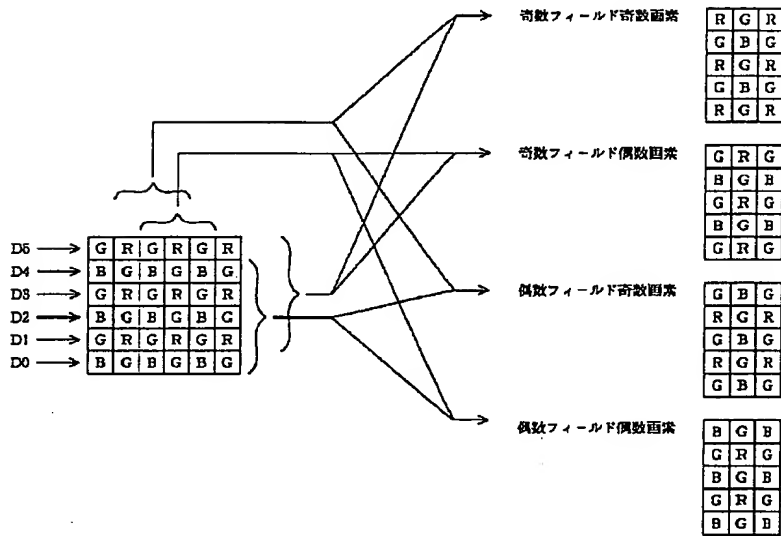 奇数フィールド奇数画素
R G R
G B G
R G R
G B G
R G R
奇数フィールド偶数画素
G R G
B G B
G R G
B G B
G R G
D5 G R G R G R
D4 B G B G B G
D3 G R G R G R
D2 B G B G B G
D1 G R G R G R
D0 B G B G B G
偶数フィールド奇数画素
G B G
R G R
G B G
R G R
G B G
偶数フィールド偶数画素
B G B
G R G
B G B
G R G
B G B